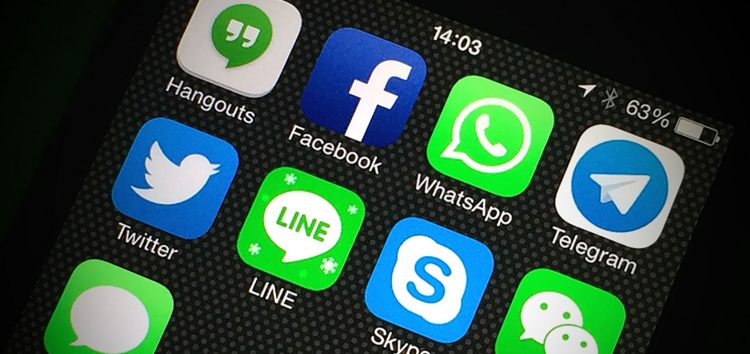 14:03
63%
Hangouts
Facebook
WhatsApp
Telegram
Twitter
LINE
LINE
S